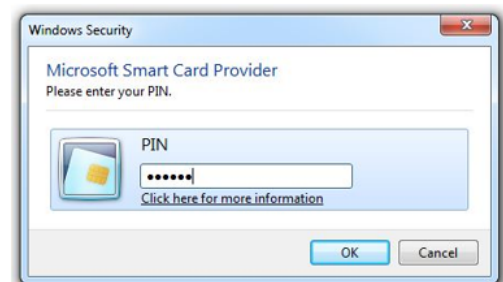 Windows Security
Microsoft Smart Card Provider
Please enter your PIN.
PIN
••••••
Click here for more information
OK
Cancel